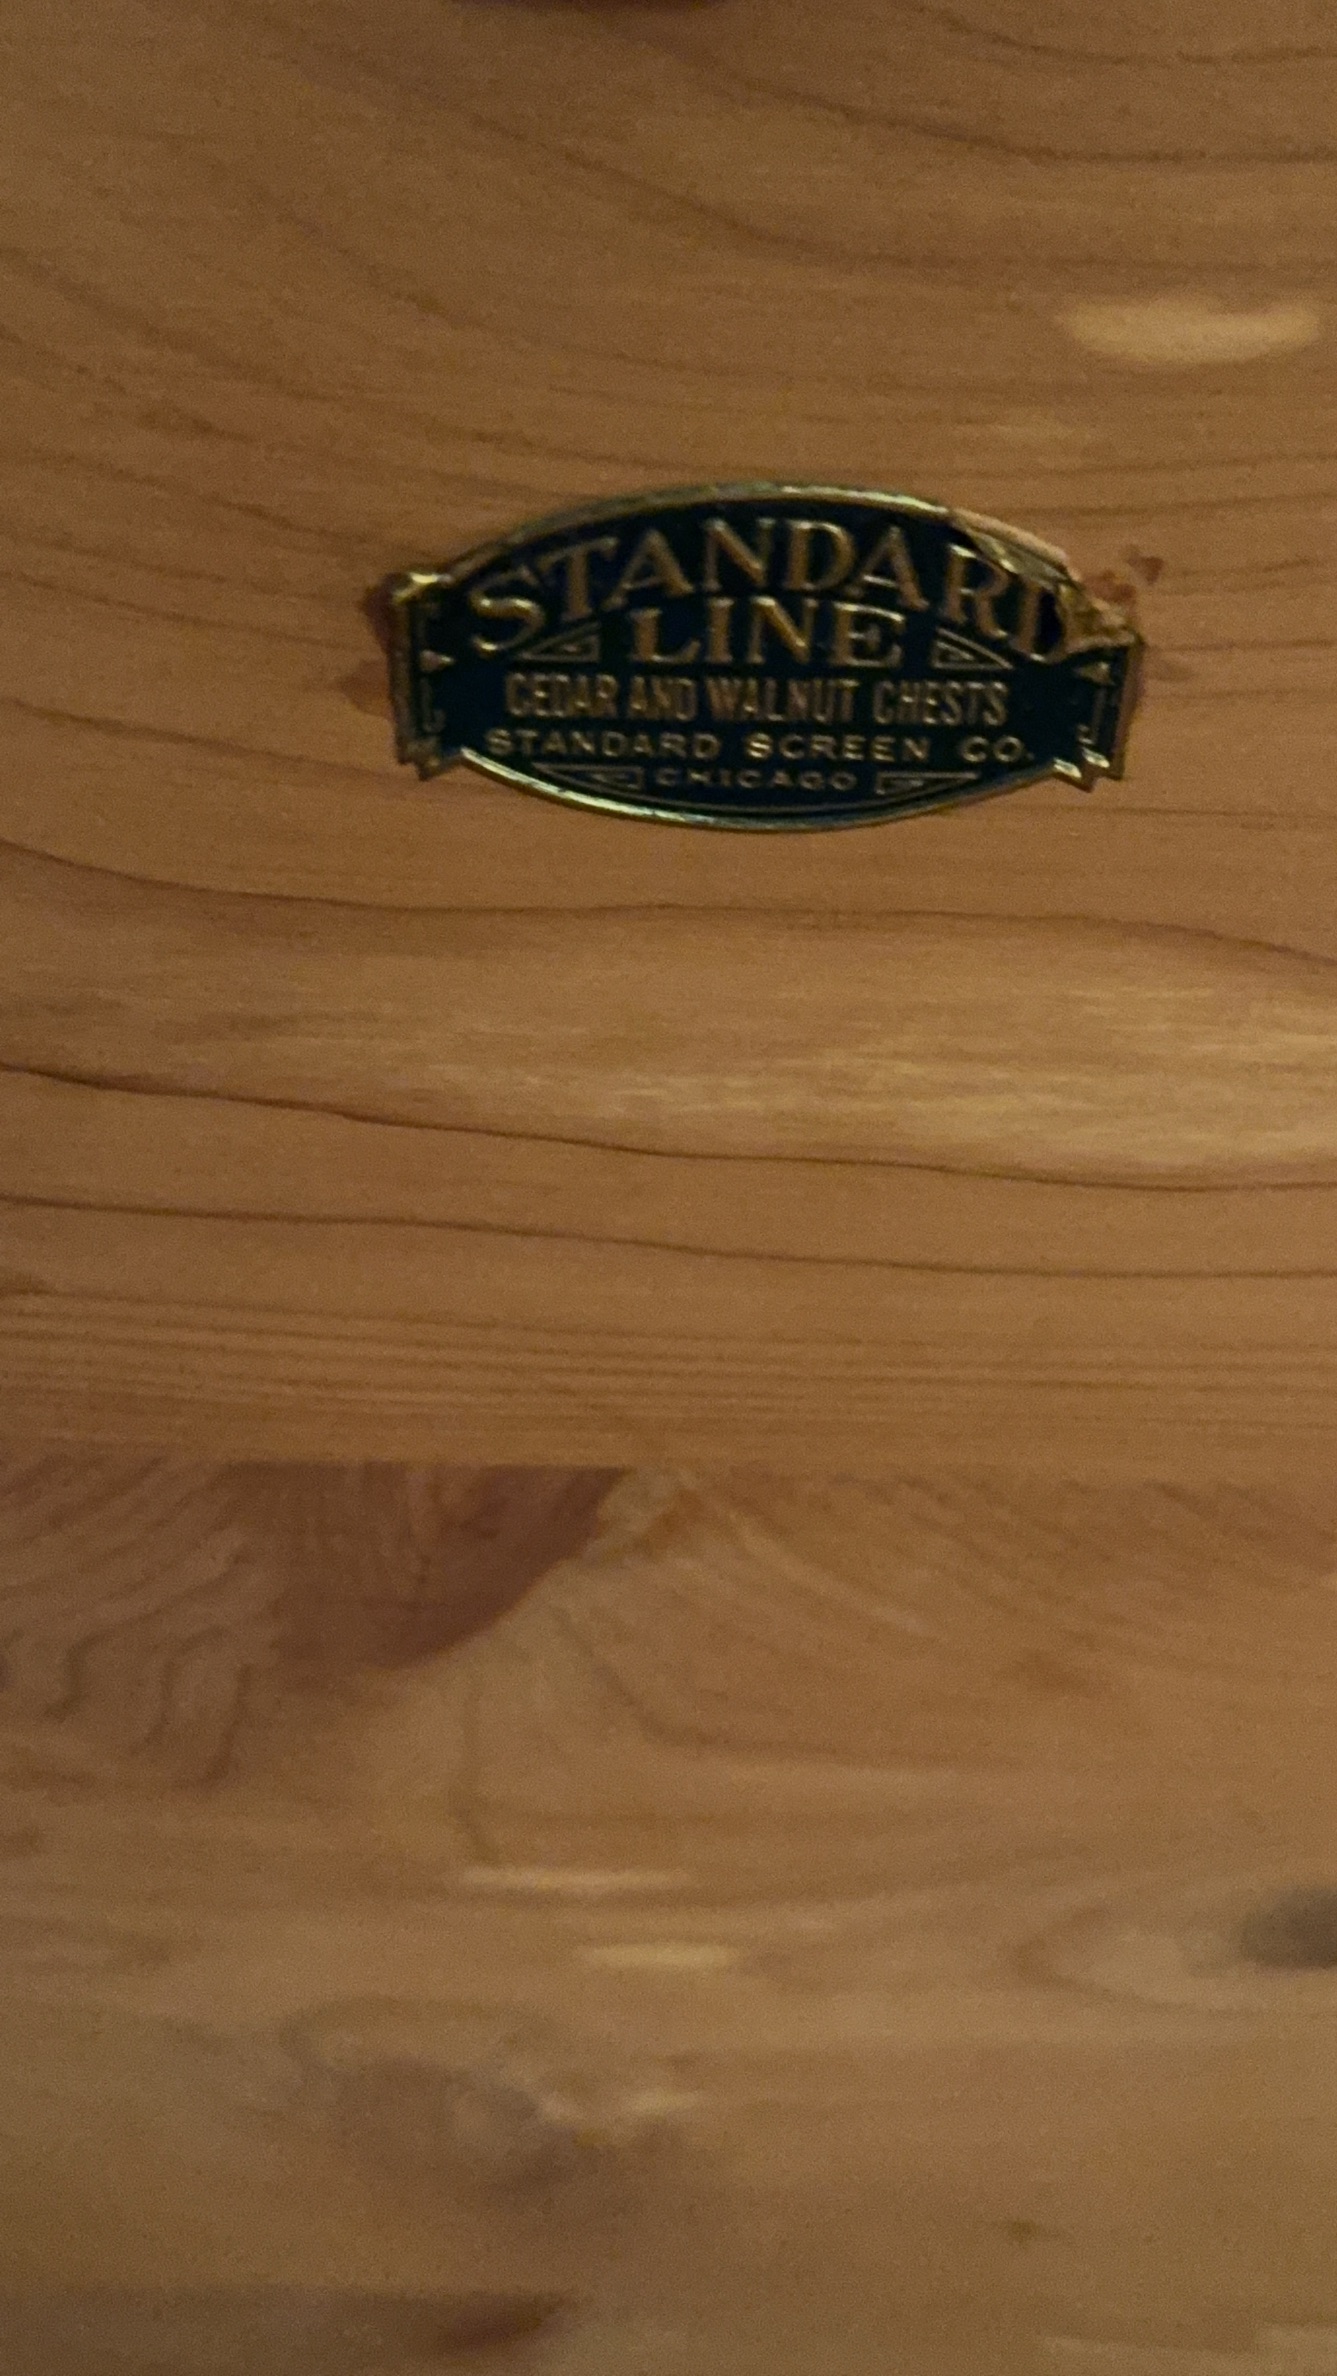 STANDARD
LINE
CEDAR AND WALNUT CHESTS
STANDARD SCREEN CO.
CHICAGO